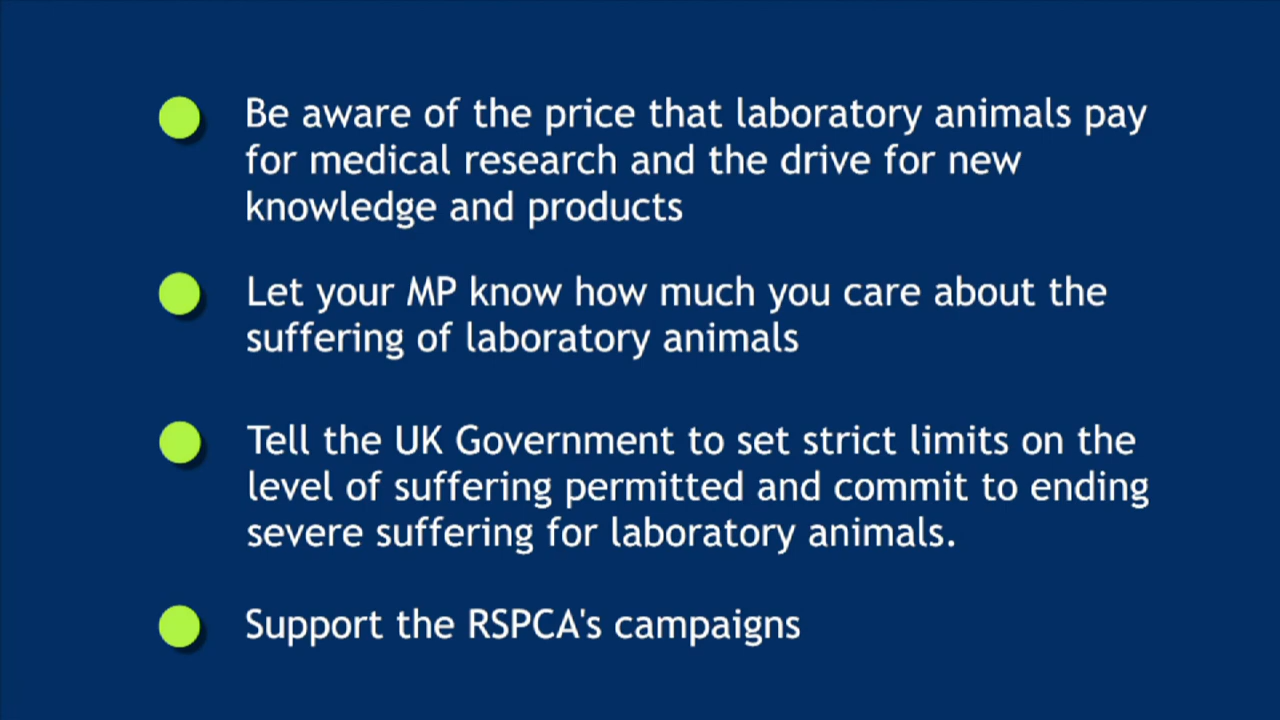 Be aware of the price that laboratory animals pay
for medical research and the drive for new
knowledge and products
Let your MP know how much you care about the
suffering of laboratory animals
Tell the UK Government to set strict limits on the
level of suffering permitted and commit to ending
severe suffering for laboratory animals.
Support the RSPCA's campaigns